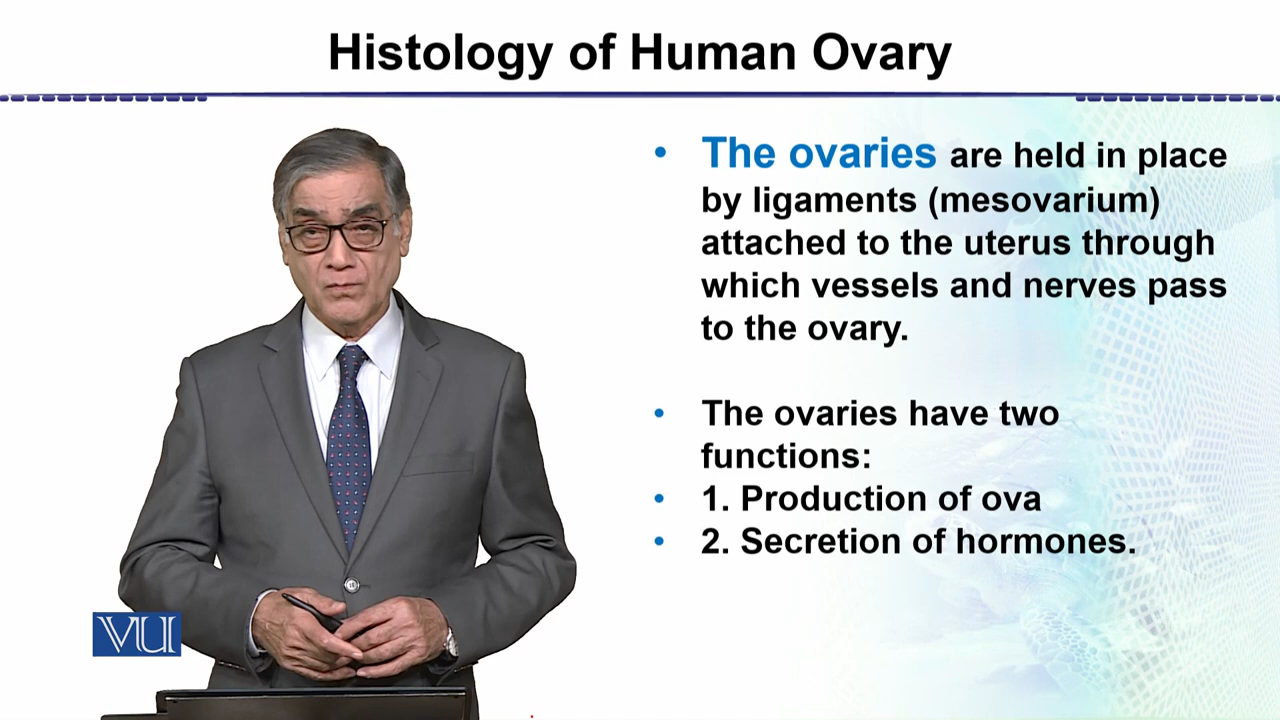 Histology of Human Ovary
• The ovaries are held in place
by ligaments (mesovarium)
attached to the uterus through
which vessels and nerves pass
to the ovary.
• The ovaries have two
functions:
• 1. Production of ova
• 2. Secretion of hormones.
VU